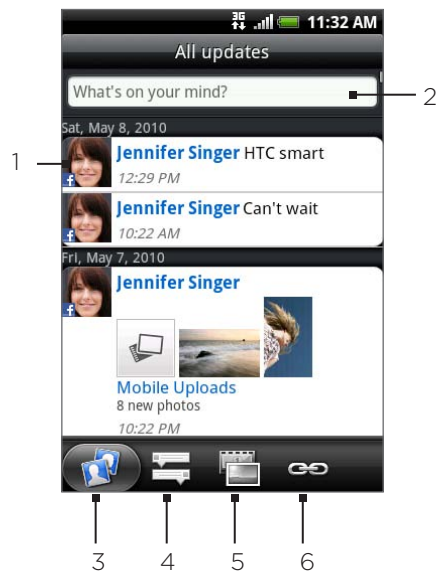 3G 11:32 AM
All updates
What's on your mind?
2
Sat, May 8, 2010
1
Jennifer Singer HTC smart
12:29 PM
f
Jennifer Singer Can't wait
10:22 AM
f
Fri, May 7, 2010
Jennifer Singer
f
Mobile Uploads
8 new photos
10:22 PM
3 4 5 6